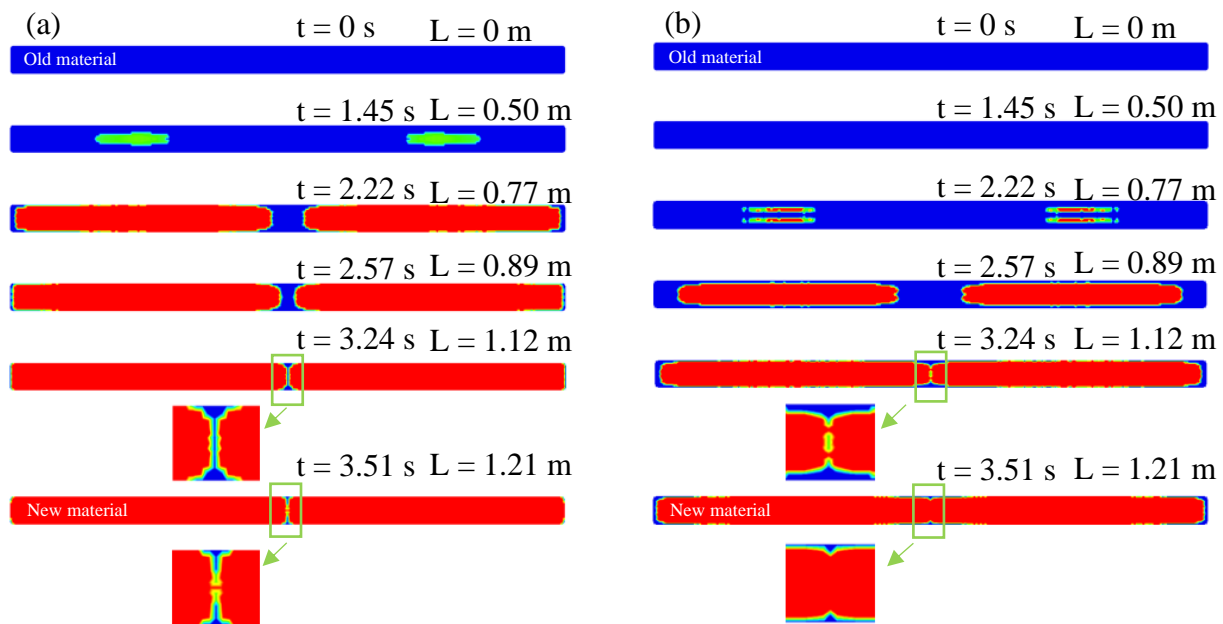 (a)
t = 0 s L = 0 m
Old material
t = 1.45 s L = 0.50 m
t = 2.22 s L = 0.77 m
t = 2.57 s L = 0.89 m
t = 3.24 s L = 1.12 m
t = 3.51 s L = 1.21 m
New material
(b)
t = 0 s L = 0 m
Old material
t = 1.45 s L = 0.50 m
t = 2.22 s L = 0.77 m
t = 2.57 s L = 0.89 m
t = 3.24 s L = 1.12 m
t = 3.51 s L = 1.21 m
New material